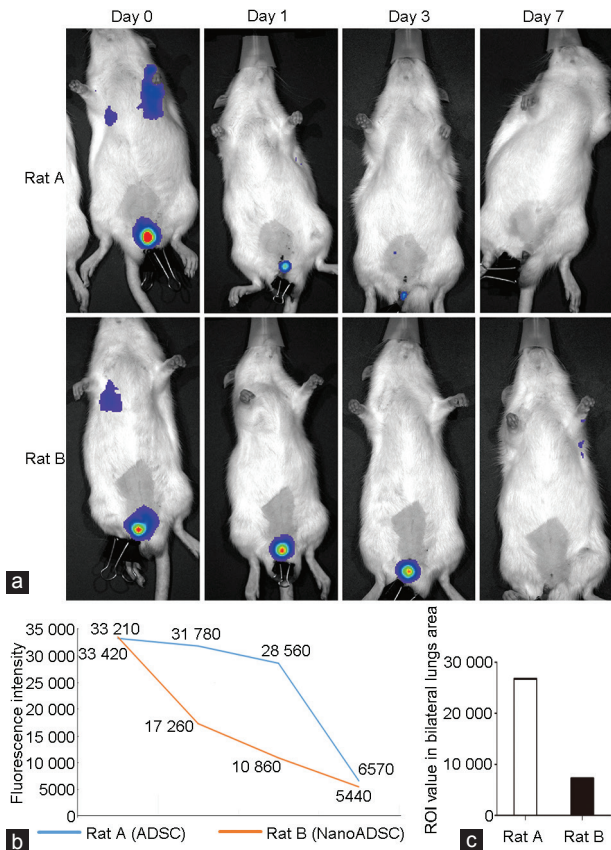 Day 0 Day 1 Day 3 Day 7
Rat A
Rat B
a
Fluorescence intensity
35 000
30 000
25 000
20 000
15 000
10 000
5000
0
33 210
33 420
31 780
28 560
17 260
10 860
6570
5440
Rat A (ADSC) Rat B (NanoADSC)
b
ROI value in bilateral lungs area
30 000
20 000
10 000
0
Rat A Rat B
c